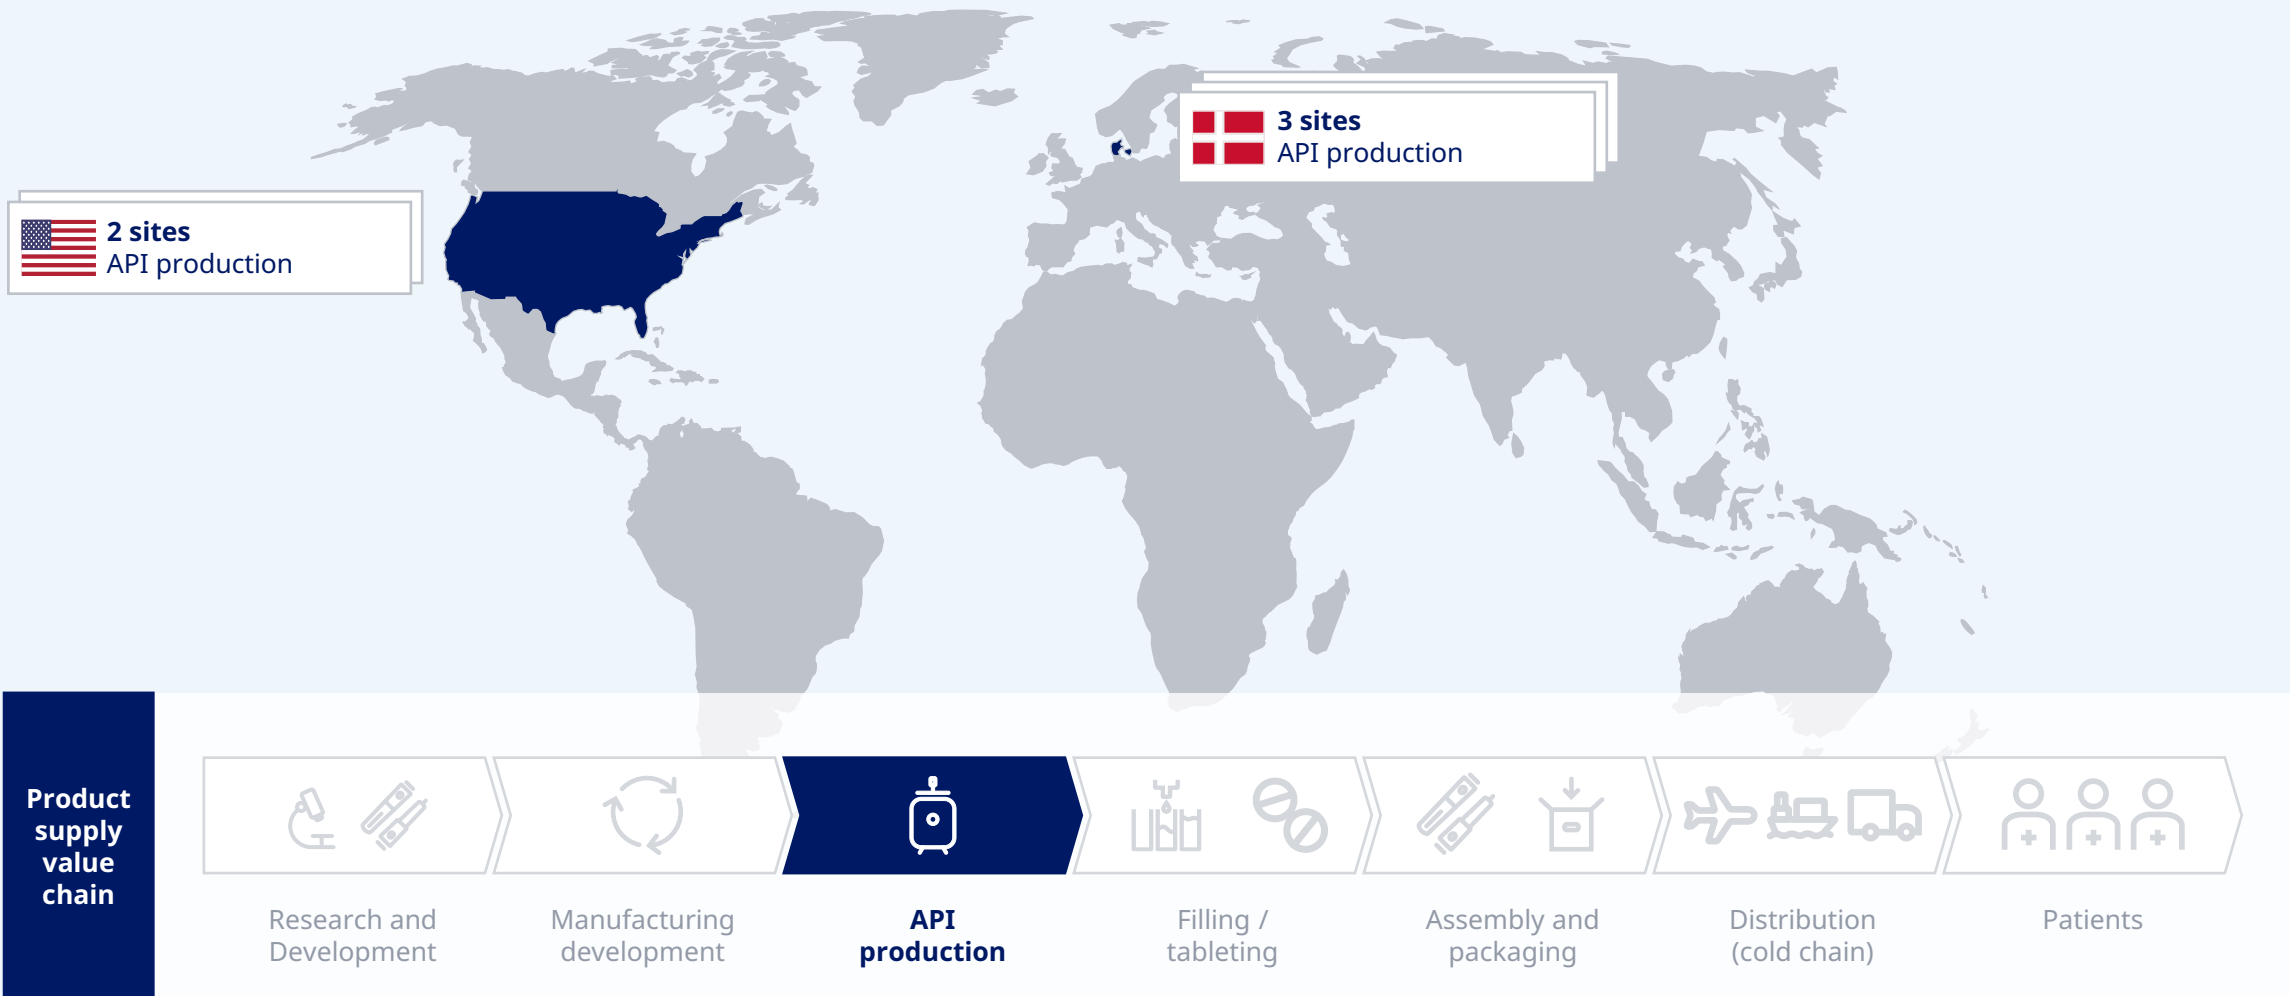 3 sites
API production
2 sites
API production
Product
supply
value
chain
Research and
Development
Manufacturing
development
API
production
Filling /
tableting
Assembly and
packaging
Distribution
(cold chain)
Patients